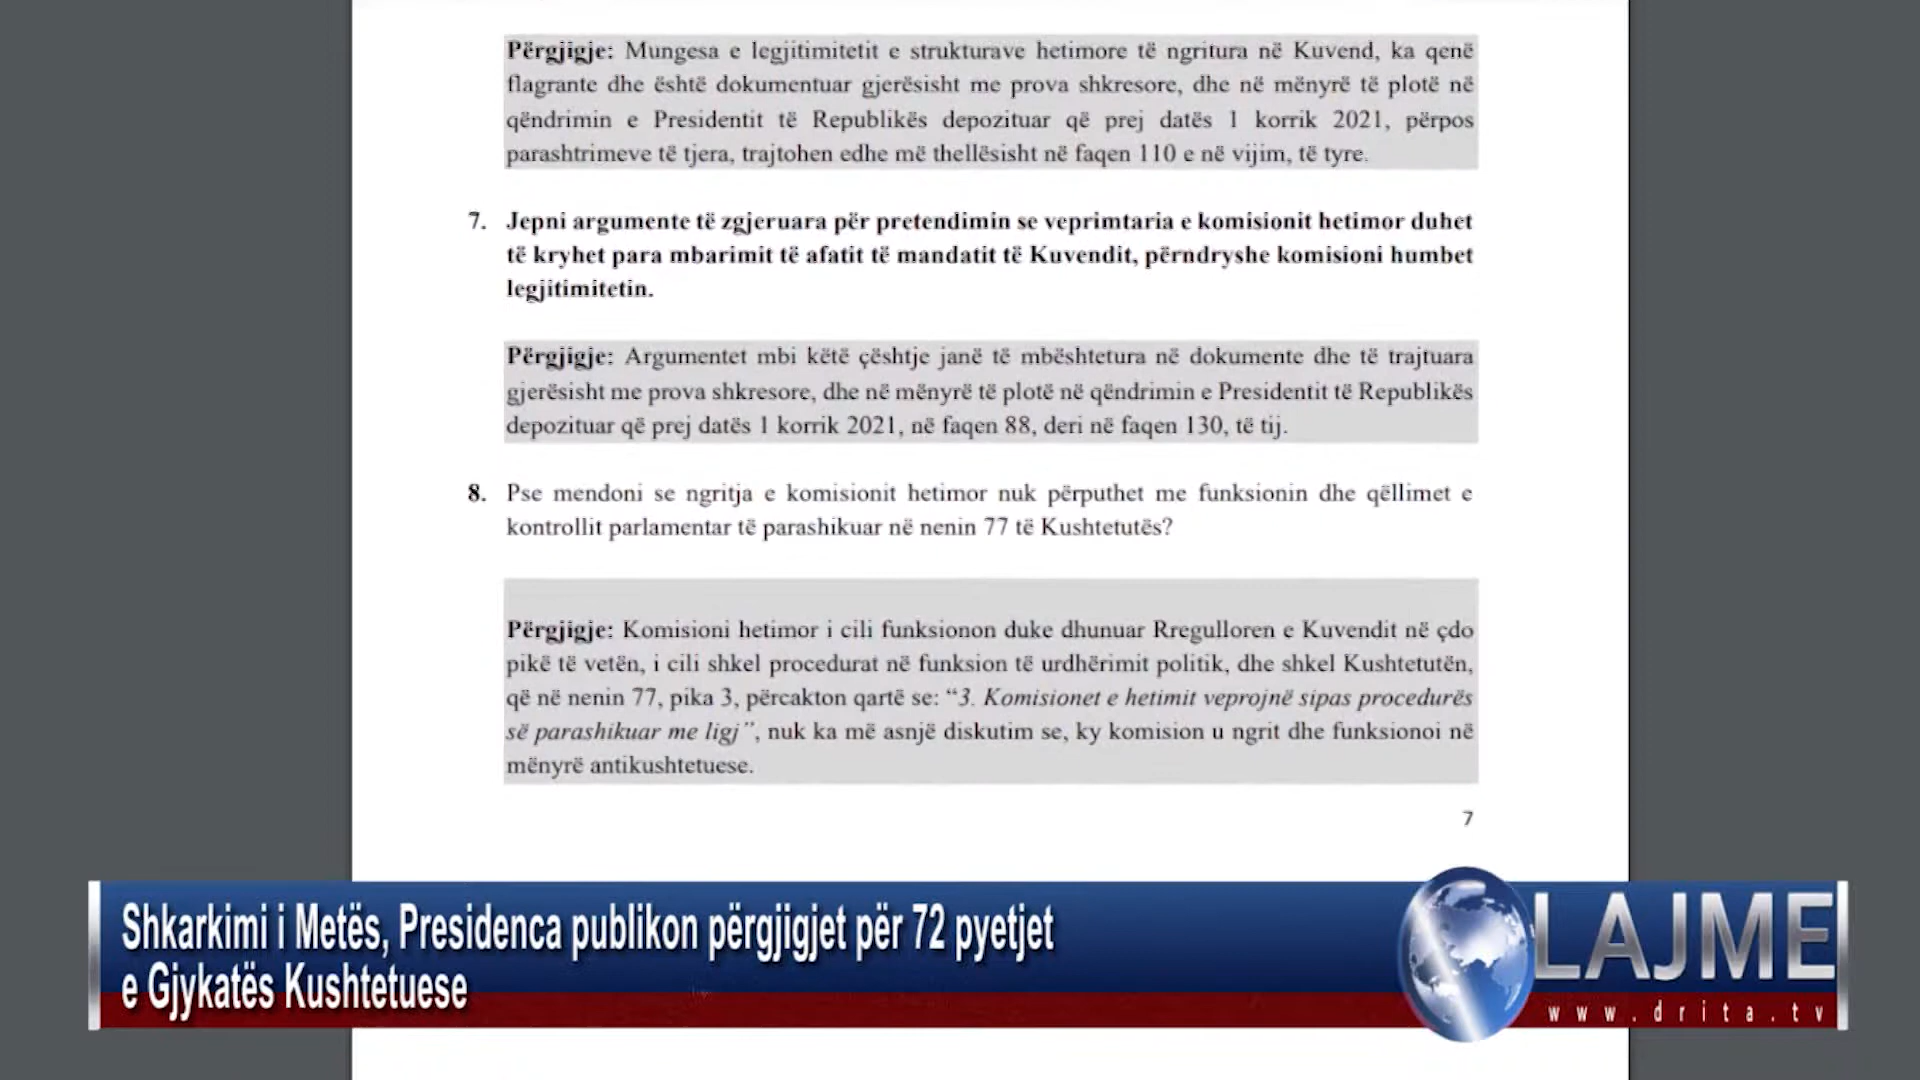 Përgjigje: Mungesa e legjitimitetit e strukturave hetimore të ngritura në Kuvend, ka qenë
flagrante dhe është dokumentuar gjerësisht me prova shkresore, dhe në mënyrë të plotë në
qëndrimin e Presidentit të Republikës depozituar që prej datës 1 korrik 2021, përpos
parashtrimeve të tjera, trajtohen edhe më thellësisht në faqen 110 e në vijim, të tyre.
7. Jepni argumente të zgjeruara për pretendimin se veprimtaria e komisionit hetimor duhet
të kryhet para mbarimit të afatit të mandatit të Kuvendit, përndryshe komisioni humbet
legjitimitetin.
Përgjigje: Argumentet mbi këtë çështje janë të mbështetura në dokumente dhe të trajtuara
gjerësisht me prova shkresore, dhe në mënyrë të plotë në qëndrimin e Presidentit të Republikës
depozituar që prej datës 1 korrik 2021, në faqen 88, deri në faqen 130, të tij.
8. Pse mendoni se ngritja e komisionit hetimor nuk përputhet me funksionin dhe qëllimet e
kontrollit parlamentar të parashikuar në nenin 77 të Kushtetutës?
Përgjigje: Komisioni hetimor i cili funksionon duke dhunuar Rregulloren e Kuvendit në çdo
pikë të vetën, i cili shkel procedurat në funksion të urdhërimit politik, dhe shkel Kushtetutën,
që në nenin 77, pika 3, përcakton qartë se: “3. Komisionet e hetimit veprojnë sipas procedurës
së parashikuar me ligj”, nuk ka më asnjë diskutim se, ky komision u ngrit dhe funksionoi në
mënyrë antikushtetuese.
7
Shkarkimi i Metës, Presidenca publikon përgjigjet për 72 pyetjet
e Gjykatës Kushtetuese
LAJME
www.drita.tv